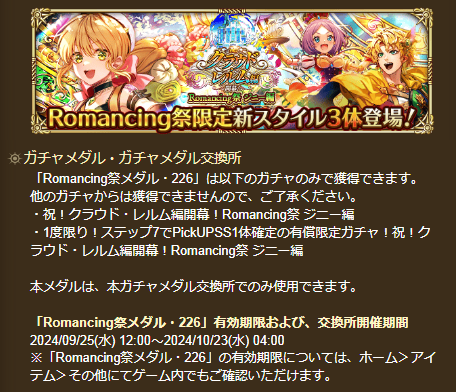 クラウド・
レルム編
開幕
Romancing祭 ジニー編
Romancing祭限定新スタイル3体登場!
ガチャメダル・ガチャメダル交換所
「Romancing祭メダル・226」は以下のガチャのみで獲得できます。
他のガチャからは獲得できませんので、ご了承ください。
・祝!クラウド・レルム編開幕!Romancing祭 ジニー編
・1度限り!ステップ7でPickUPSS1体確定の有償限定ガチャ!祝!ク
ラウド・レルム編開幕!Romancing祭 ジニー編
本メダルは、本ガチャメダル交換所でのみ使用できます。
「Romancing祭メダル・226」有効期限および、交換所開催期間
2024/09/25(水) 12:00～2024/10/23(水) 04:00
※「Romancing祭メダル・226」の有効期限については、ホーム＞アイ
テム＞その他にてゲーム内でもご確認いただけます。